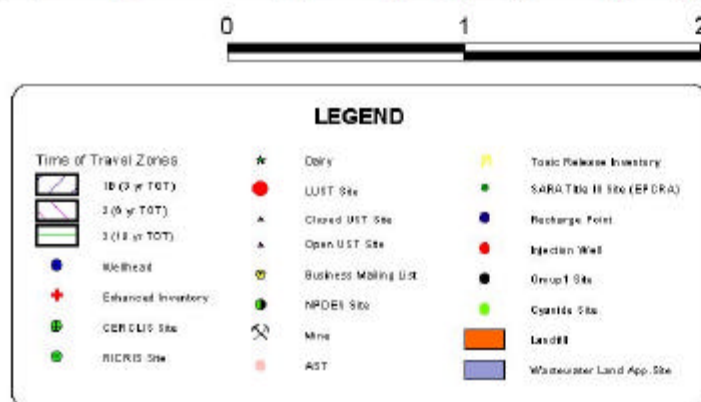 0 1 2
LEGEND
Time of Travel Zones
1B (3 yr TOT)
2 (6 yr TOT)
3 (10 yr TOT)
Wellhead
Enhanced Inventory
CERCLIS Site
RICRIS Site
Dairy
LUST Site
Closed UST Site
Open UST Site
Business Mailing List
NPDES Site
Mine
AST
Toxic Release Inventory
SARA Title III Site (EPCRA)
Recharge Point
Injection Well
Group1 Site
Cyanide Site
Landfill
Wastewater Land App.Site